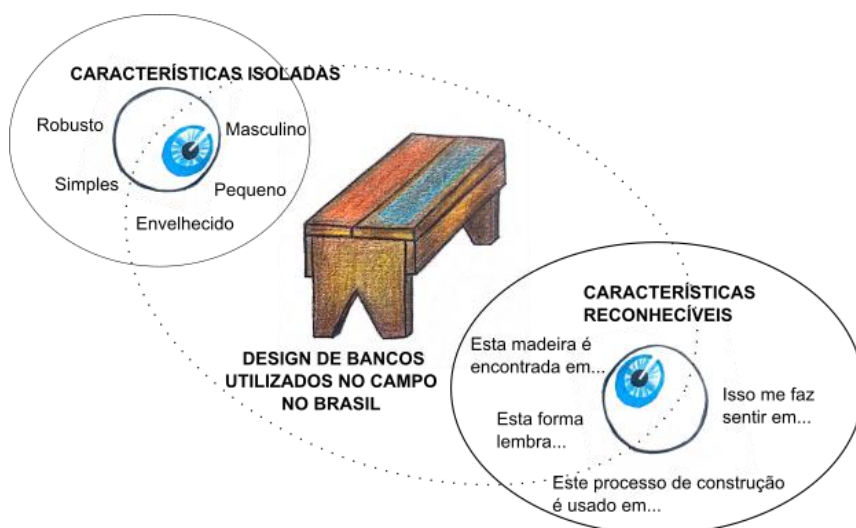 CARACTERÍSTICAS ISOLADAS
Robusto
Masculino
Simples
Pequeno
Envelhecido
DESIGN DE BANCOS
UTILIZADOS NO CAMPO
NO BRASIL
CARACTERÍSTICAS
RECONHECÍVEIS
Esta madeira é
encontrada em...
Isso me faz
sentir em...
Esta forma
lembra...
Este processo de construção
é usado em...